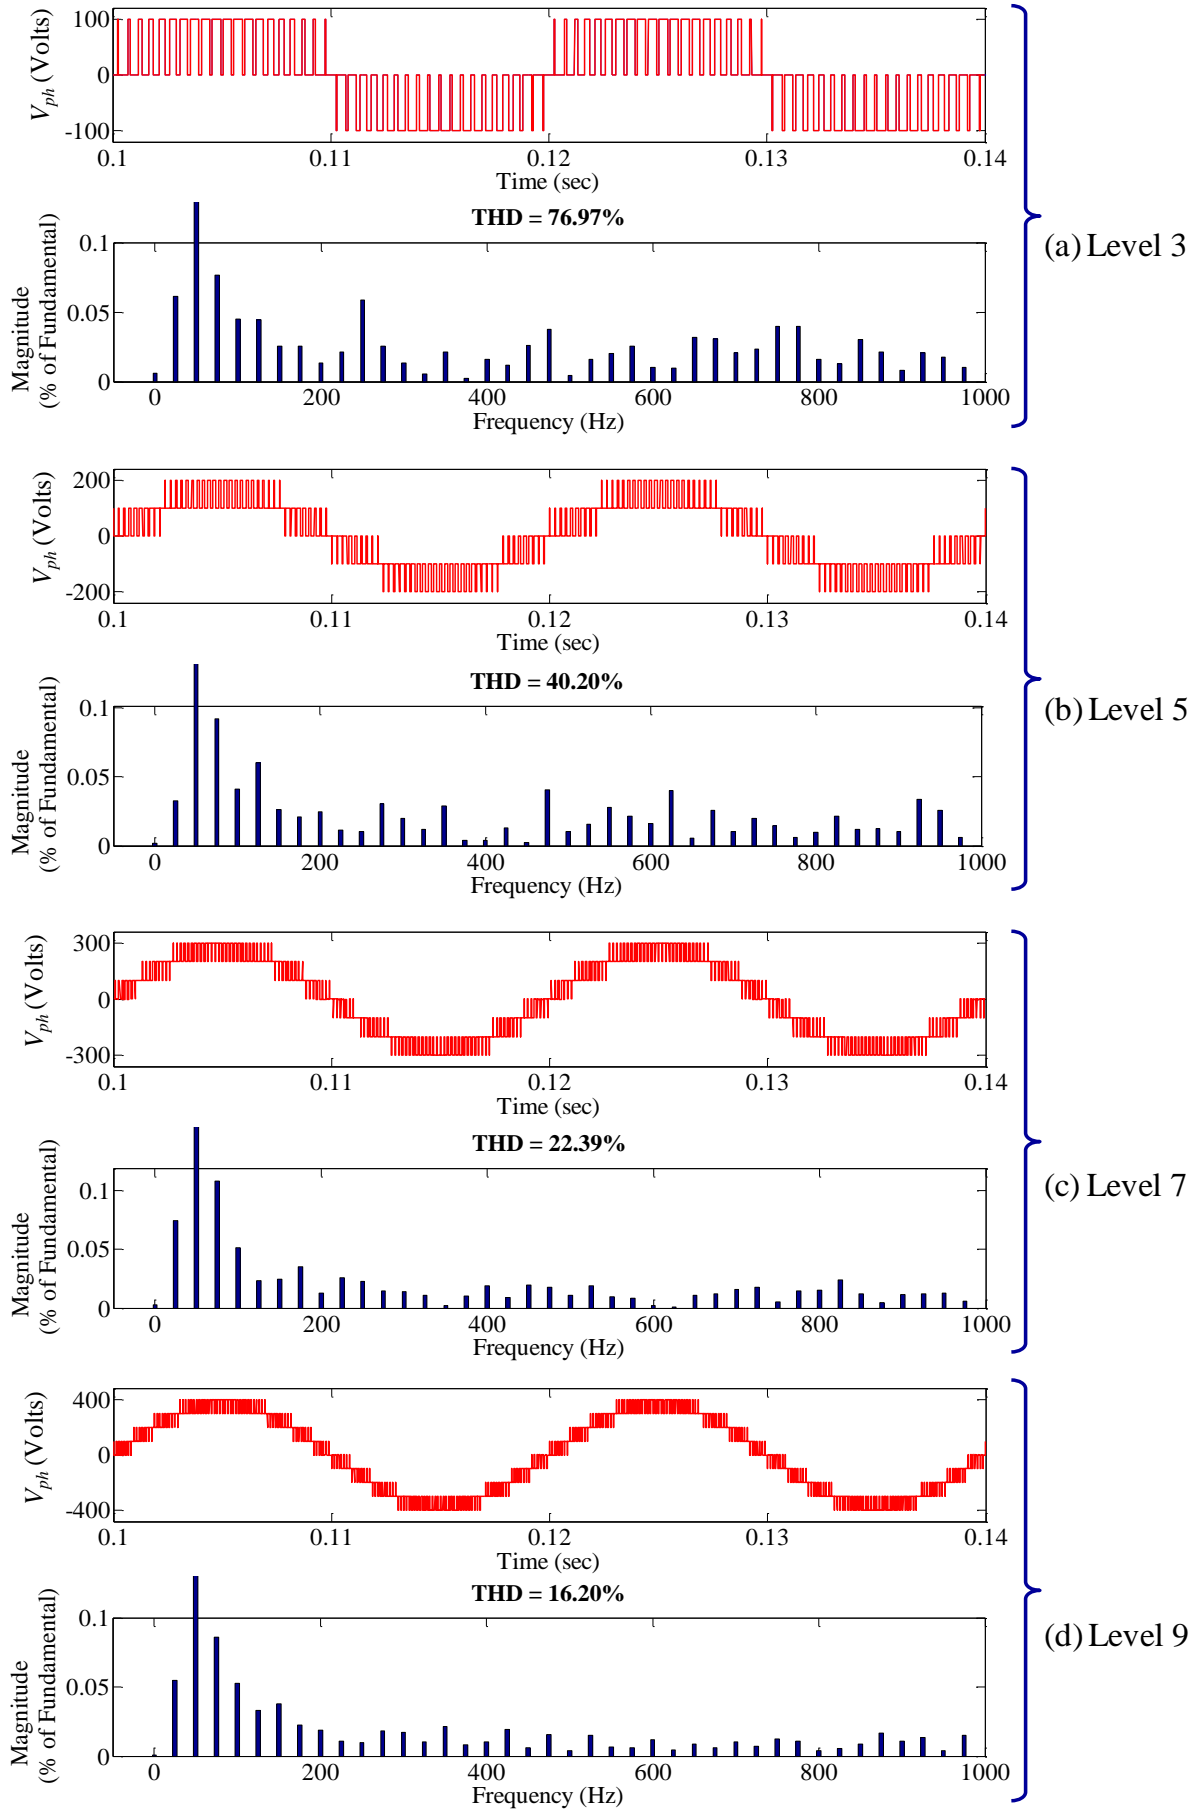 100
0
-100
V_ph (Volts)
0.1 0.11 0.12 0.13 0.14
Time (sec)
THD = 76.97%
0.1
0.05
0
Magnitude
(% of Fundamental)
0 200 400 600 800 1000
Frequency (Hz)
(a) Level 3
200
0
-200
V_ph (Volts)
0.1 0.11 0.12 0.13 0.14
Time (sec)
THD = 40.20%
0.1
0.05
0
Magnitude
(% of Fundamental)
0 200 400 600 800 1000
Frequency (Hz)
(b) Level 5
300
0
-300
V_ph (Volts)
0.1 0.11 0.12 0.13 0.14
Time (sec)
THD = 22.39%
0.1
0.05
0
Magnitude
(% of Fundamental)
0 200 400 600 800 1000
Frequency (Hz)
(c) Level 7
400
0
-400
V_ph (Volts)
0.1 0.11 0.12 0.13 0.14
Time (sec)
THD = 16.20%
0.1
0.05
0
Magnitude
(% of Fundamental)
0 200 400 600 800 1000
Frequency (Hz)
(d) Level 9